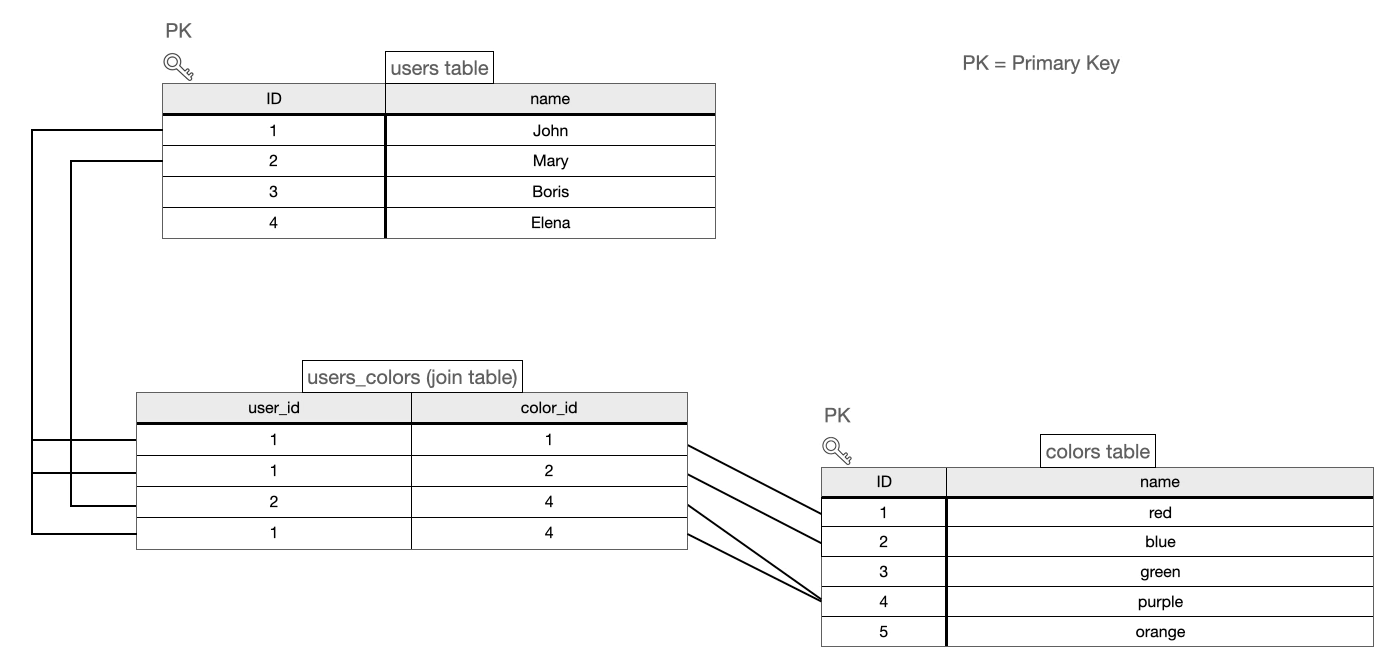 PK
users table
PK = Primary Key
ID name
1 John
2 Mary
3 Boris
4 Elena
users_colors (join table)
user_id color_id
1 1
1 2
2 4
1 4
PK
colors table
ID name
1 red
2 blue
3 green
4 purple
5 orange